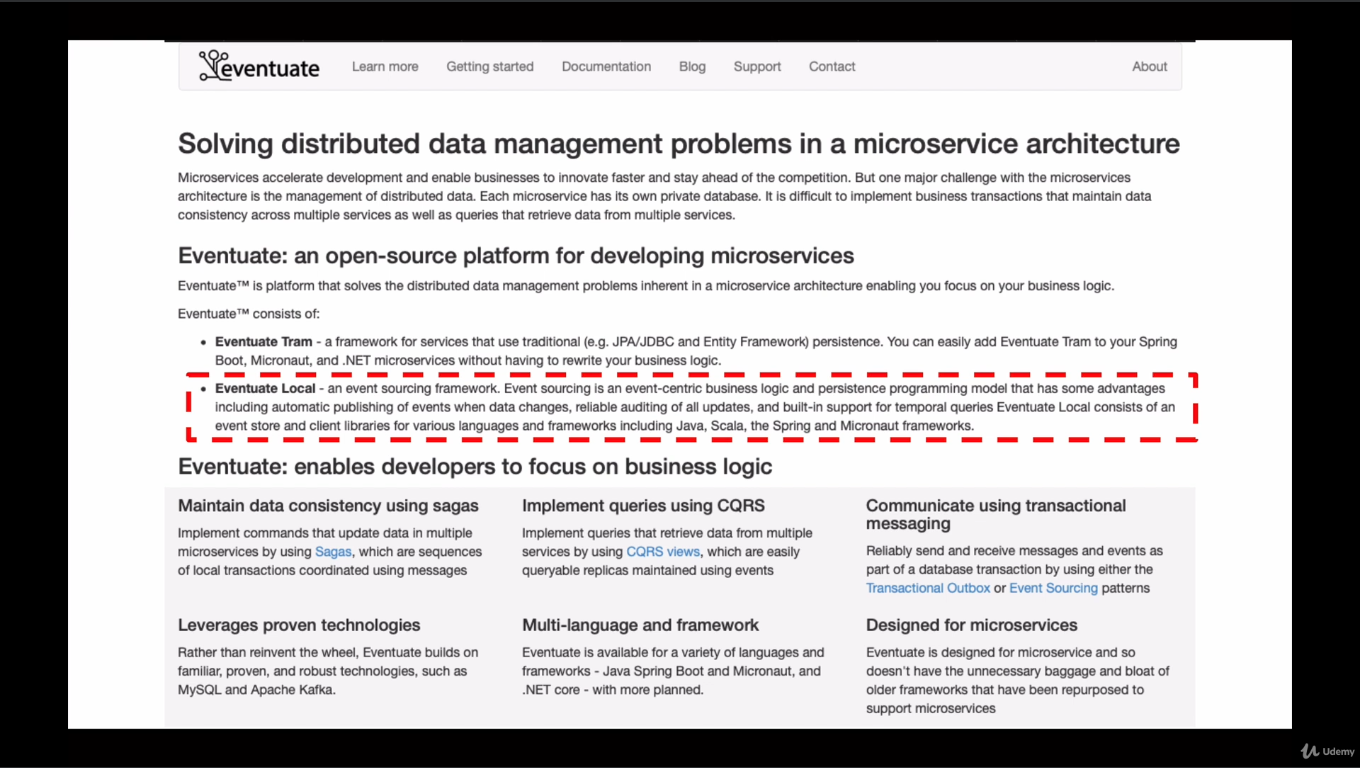 eventuate Learn more Getting started Documentation Blog Support Contact About
Solving distributed data management problems in a microservice architecture
Microservices accelerate development and enable businesses to innovate faster and stay ahead of the competition. But one major challenge with the microservices
architecture is the management of distributed data. Each microservice has its own private database. It is difficult to implement business transactions that maintain data
consistency across multiple services as well as queries that retrieve data from multiple services.
Eventuate: an open-source platform for developing microservices
Eventuate™ is platform that solves the distributed data management problems inherent in a microservice architecture enabling you focus on your business logic.
Eventuate™ consists of:
• Eventuate Tram - a framework for services that use traditional (e.g. JPA/JDBC and Entity Framework) persistence. You can easily add Eventuate Tram to your Spring
Boot, Micronaut, and .NET microservices without having to rewrite your business logic.
• Eventuate Local - an event sourcing framework. Event sourcing is an event-centric business logic and persistence programming model that has some advantages
including automatic publishing of events when data changes, reliable auditing of all updates, and built-in support for temporal queries Eventuate Local consists of an
event store and client libraries for various languages and frameworks including Java, Scala, the Spring and Micronaut frameworks.
Eventuate: enables developers to focus on business logic
Maintain data consistency using sagas
Implement commands that update data in multiple
microservices by using Sagas, which are sequences
of local transactions coordinated using messages
Implement queries using CQRS
Implement queries that retrieve data from multiple
services by using CQRS views, which are easily
queryable replicas maintained using events
Communicate using transactional
messaging
Reliably send and receive messages and events as
part of a database transaction by using either the
Transactional Outbox or Event Sourcing patterns
Leverages proven technologies
Rather than reinvent the wheel, Eventuate builds on
familiar, proven, and robust technologies, such as
MySQL and Apache Kafka.
Multi-language and framework
Eventuate is available for a variety of languages and
frameworks - Java Spring Boot and Micronaut, and
.NET core - with more planned.
Designed for microservices
Eventuate is designed for microservice and so
doesn't have the unnecessary baggage and bloat of
older frameworks that have been repurposed to
support microservices
Udemy